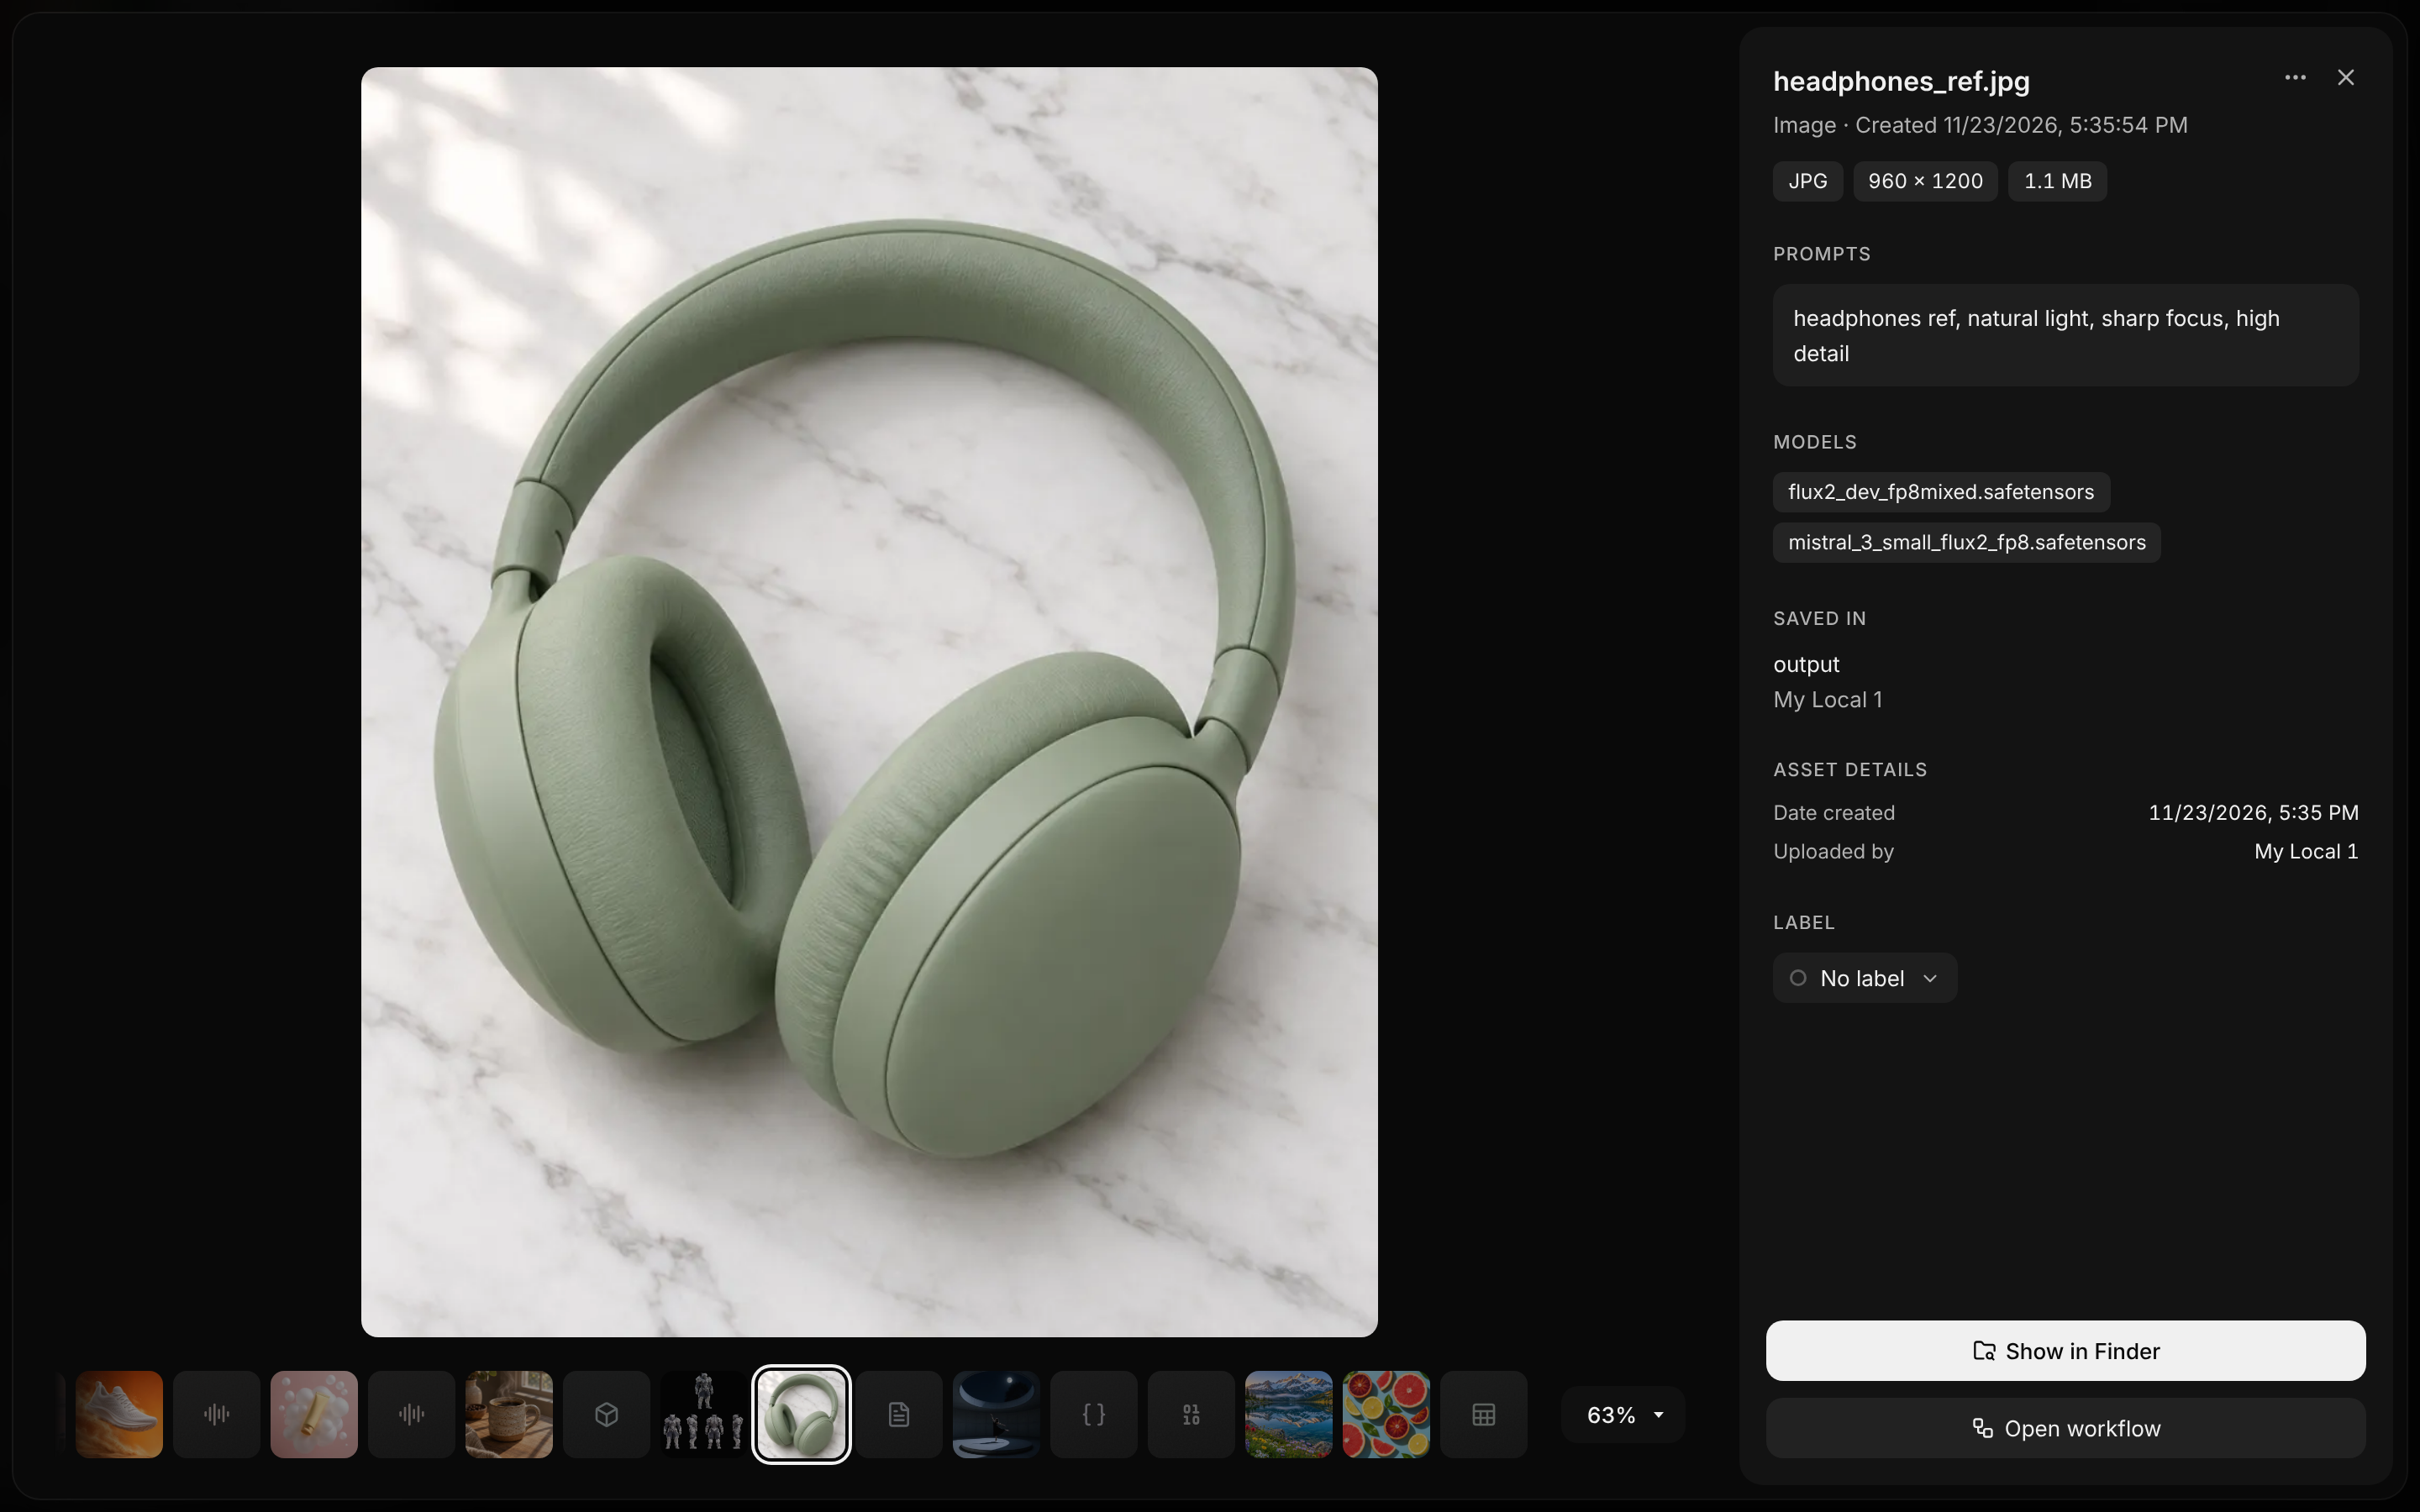 headphones_ref.jpg
Image · Created 11/23/2026, 5:35:54 PM
JPG
960 × 1200
1.1 MB
PROMPTS
headphones ref, natural light, sharp focus, high
detail
MODELS
flux2_dev_fp8mixed.safetensors
mistral_3_small_flux2_fp8.safetensors
SAVED IN
output
My Local 1
ASSET DETAILS
Date created 11/23/2026, 5:35 PM
Uploaded by My Local 1
LABEL
No label
Show in Finder
Open workflow
{ }
01
10
63%